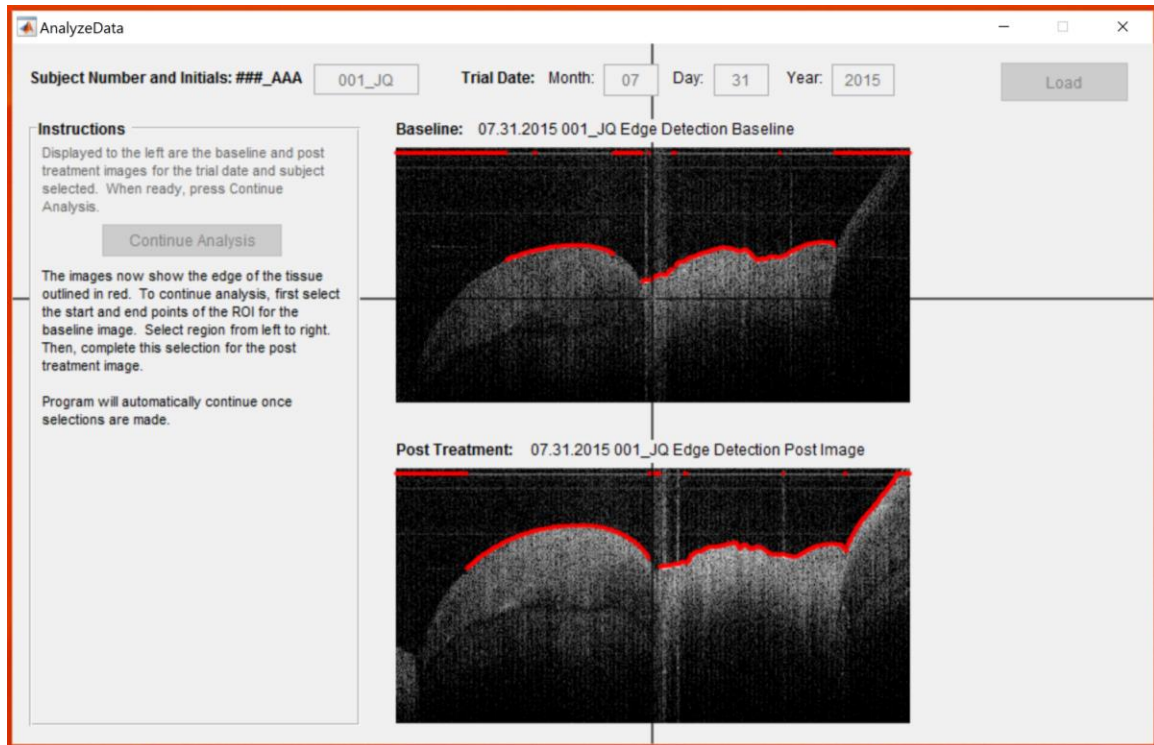 AnalyzeData
Subject Number and Initials: ###_AAA 001_JQ Trial Date: Month: 07 Day: 31 Year: 2015 Load
Instructions
Displayed to the left are the baseline and post
treatment images for the trial date and subject
selected. When ready, press Continue
Analysis.
Continue Analysis
The images now show the edge of the tissue
outlined in red. To continue analysis, first select
the start and end points of the ROI for the
baseline image. Select region from left to right.
Then, complete this selection for the post
treatment image.
Program will automatically continue once
selections are made.
Baseline: 07.31.2015 001_JQ Edge Detection Baseline
Post Treatment: 07.31.2015 001_JQ Edge Detection Post Image